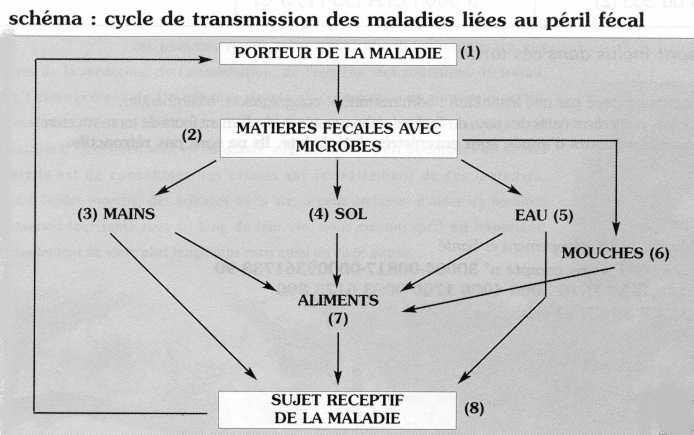 schéma : cycle de transmission des maladies liées au péril fécal
PORTEUR DE LA MALADIE (1)
(2) MATIERES FECALES AVEC
MICROBES
(3) MAINS (4) SOL EAU (5)
MOUCHES (6)
ALIMENTS
(7)
SUJET RECEPTIF
DE LA MALADIE (8)